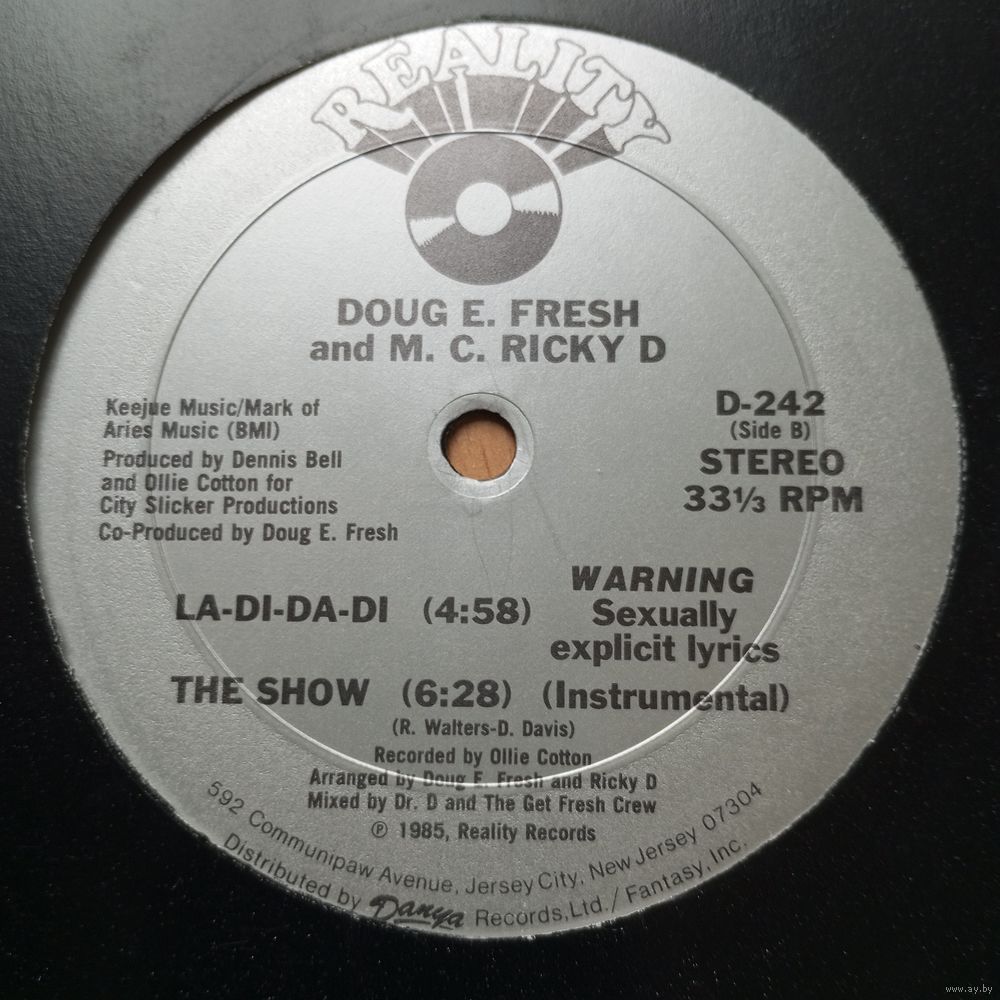 REALITY
DOUG E. FRESH
and M. C. RICKY D
Keejue Music/Mark of
Aries Music (BMI)
Produced by Dennis Bell
and Ollie Cotton for
City Slicker Productions
Co-Produced by Doug E. Fresh
D-242
(Side B)
STEREO
33⅓ RPM
LA-DI-DA-DI (4:58)
WARNING
Sexually
explicit lyrics
THE SHOW (6:28) (Instrumental)
(R. Walters-D. Davis)
Recorded by Ollie Cotton
Arranged by Doug E. Fresh and Ricky D
Mixed by Dr. D and The Get Fresh Crew
℗ 1985, Reality Records
592 Communipaw Avenue, Jersey City, New Jersey 07304
Distributed by Danya Records, Ltd. / Fantasy, Inc.
www.ay.by